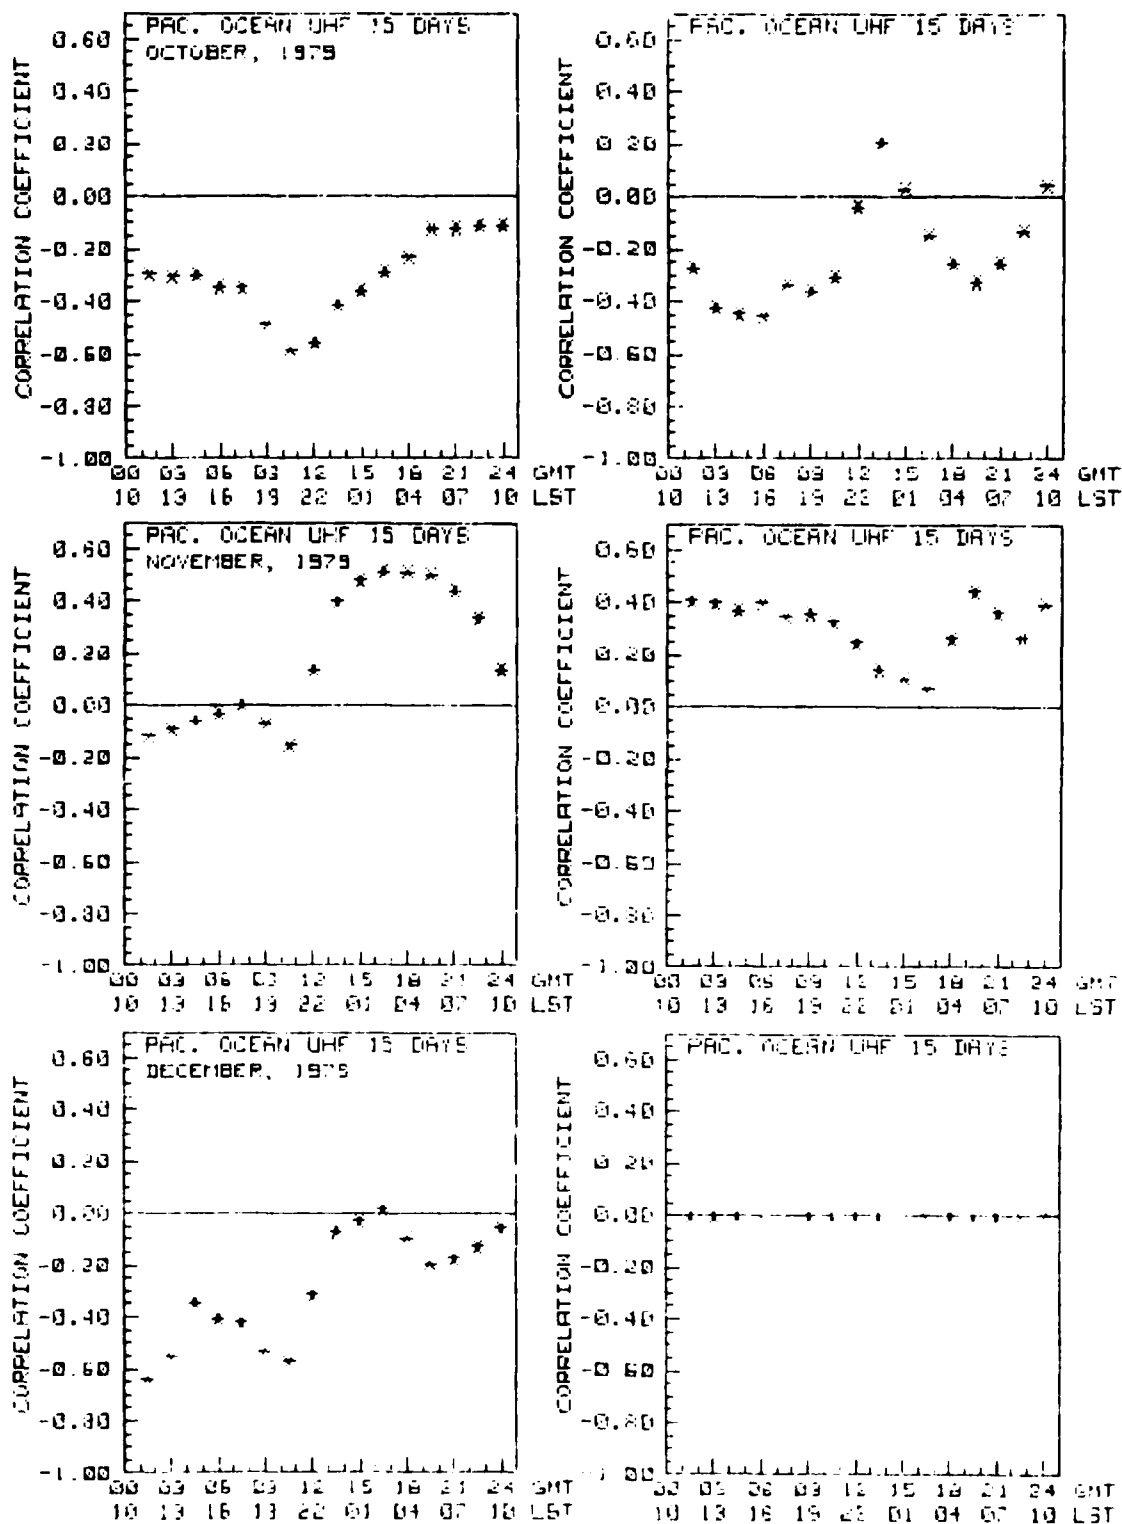 PAC. OCEAN UHF 15 DAYS
OCTOBER, 1979
CORRELATION COEFFICIENT
0.60
0.40
0.20
0.00
-0.20
-0.40
-0.60
-0.80
-1.00
00 03 06 09 12 15 18 21 24 GMT
10 13 16 19 22 01 04 07 10 LST
PAC. OCEAN UHF 15 DAYS
CORRELATION COEFFICIENT
0.60
0.40
0.20
0.00
-0.20
-0.40
-0.60
-0.80
-1.00
00 03 06 09 12 15 18 21 24 GMT
10 13 16 19 22 01 04 07 10 LST
PAC. OCEAN UHF 15 DAYS
NOVEMBER, 1979
CORRELATION COEFFICIENT
0.60
0.40
0.20
0.00
-0.20
-0.40
-0.60
-0.80
-1.00
00 03 06 09 12 15 18 21 24 GMT
10 13 16 19 22 01 04 07 10 LST
PAC. OCEAN UHF 15 DAYS
CORRELATION COEFFICIENT
0.60
0.40
0.20
0.00
-0.20
-0.40
-0.60
-0.80
-1.00
00 03 06 09 12 15 18 21 24 GMT
10 13 16 19 22 01 04 07 10 LST
PAC. OCEAN UHF 15 DAYS
DECEMBER, 1979
CORRELATION COEFFICIENT
0.60
0.40
0.20
0.00
-0.20
-0.40
-0.60
-0.80
-1.00
00 03 06 09 12 15 18 21 24 GMT
10 13 16 19 22 01 04 07 10 LST
PAC. OCEAN UHF 15 DAYS
CORRELATION COEFFICIENT
0.60
0.40
0.20
0.00
-0.20
-0.40
-0.60
-0.80
-1.00
00 03 06 09 12 15 18 21 24 GMT
10 13 16 19 22 01 04 07 10 LST